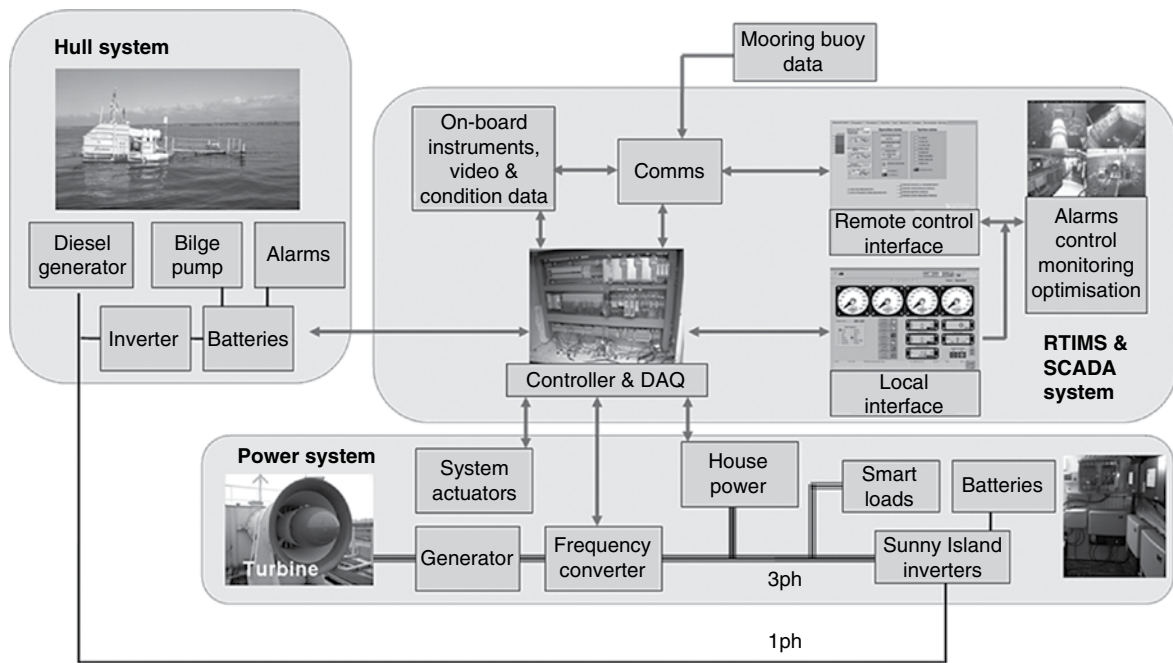 Hull system
Diesel
generator
Bilge
pump
Alarms
Inverter
Batteries
Mooring buoy
data
On-board
instruments,
video &
condition data
Comms
Remote control
interface
Alarms
control
monitoring
optimisation
Controller & DAQ
Local
interface
RTIMS &
SCADA
system
Power system
Turbine
System
actuators
Generator
Frequency
converter
House
power
Smart
loads
Batteries
Sunny Island
inverters
3ph
1ph